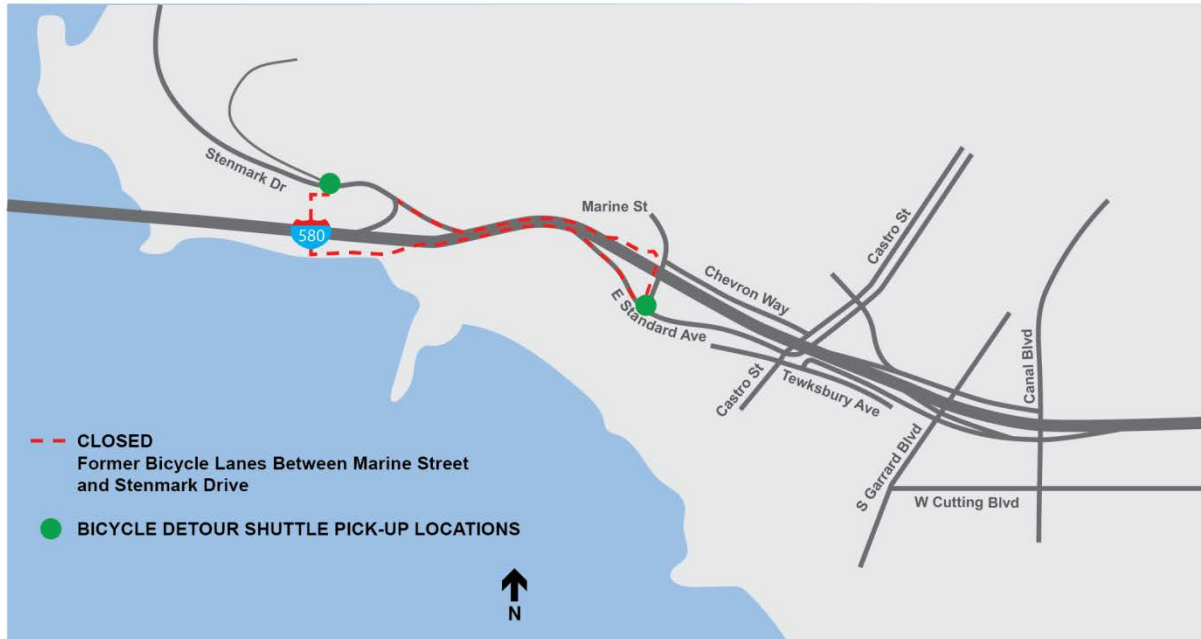 Stenmark Dr
580
Marine St
Castro St
Chevron Way
E Standard Ave
Castro St
Tewksbury Ave
Canal Blvd
S Garrard Blvd
W Cutting Blvd
CLOSED
Former Bicycle Lanes Between Marine Street
and Stenmark Drive
BICYCLE DETOUR SHUTTLE PICK-UP LOCATIONS
N